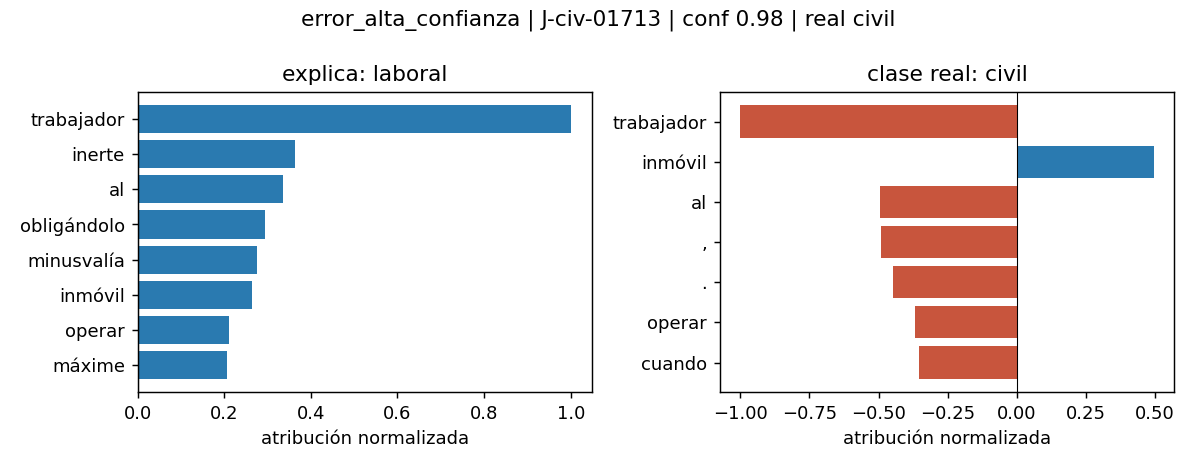 error_alta_confianza | J-civ-01713 | conf 0.98 | real civil
explica: laboral
trabajador
inerte
al
obligándolo
minusvalía
inmóvil
operar
máxime
0.0 0.2 0.4 0.6 0.8 1.0
atribución normalizada
clase real: civil
trabajador
inmóvil
al
,
.
operar
cuando
−1.00 −0.75 −0.50 −0.25 0.00 0.25 0.50
atribución normalizada